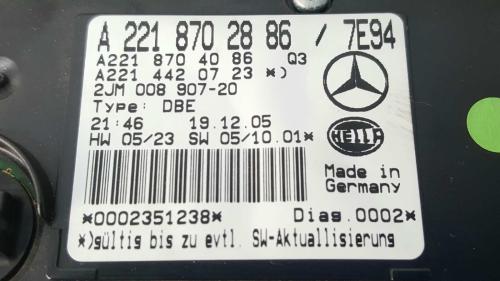 A 221 870 28 86 / 7E94
A221 870 40 86 Q3
A221 442 07 23 *)
2JM 008 907-20
Type: DBE
21:46 19.12.05
HW 05/23 SW 05/10.01*
HELLA
Made in
Germany
*0002351238* Diag.0002*
*)gültig bis zu evtl. SW-Aktuallisierung